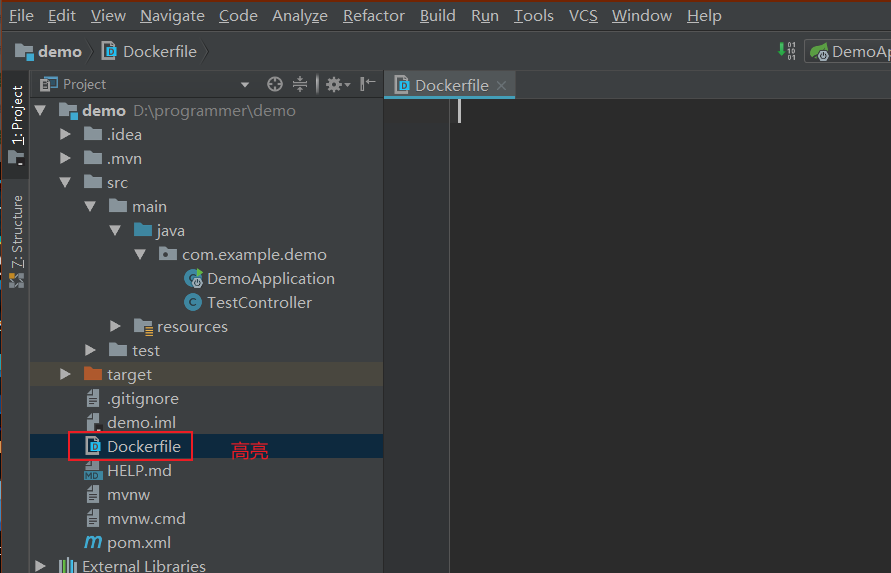 File Edit View Navigate Code Analyze Refactor Build Run Tools VCS Window Help
demo Dockerfile DemoAp
1: Project
7: Structure
Project
Dockerfile
demo D:\programmer\demo
.idea
.mvn
src
main
java
com.example.demo
DemoApplication
TestController
resources
test
target
.gitignore
demo.iml
Dockerfile 高亮
HELP.md
mvnw
mvnw.cmd
pom.xml
External Libraries